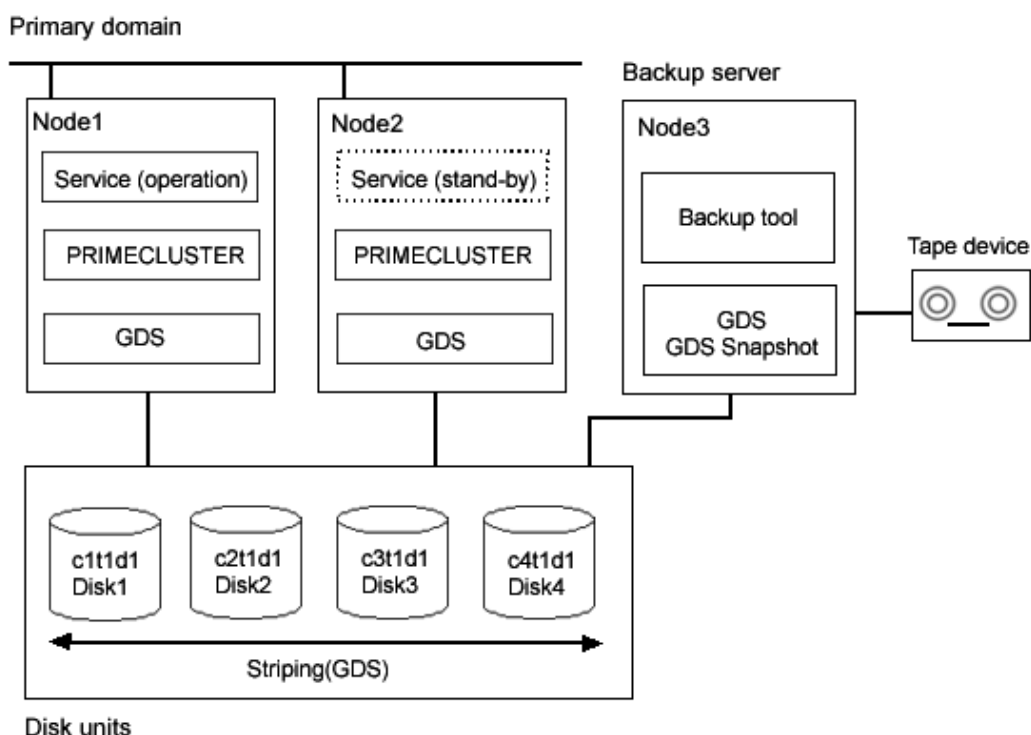 Primary domain
Backup server
Node1
Service (operation)
PRIMECLUSTER
GDS
Node2
Service (stand-by)
PRIMECLUSTER
GDS
Node3
Backup tool
GDS
GDS Snapshot
Tape device
c1t1d1
Disk1
c2t1d1
Disk2
c3t1d1
Disk3
c4t1d1
Disk4
Striping(GDS)
Disk units